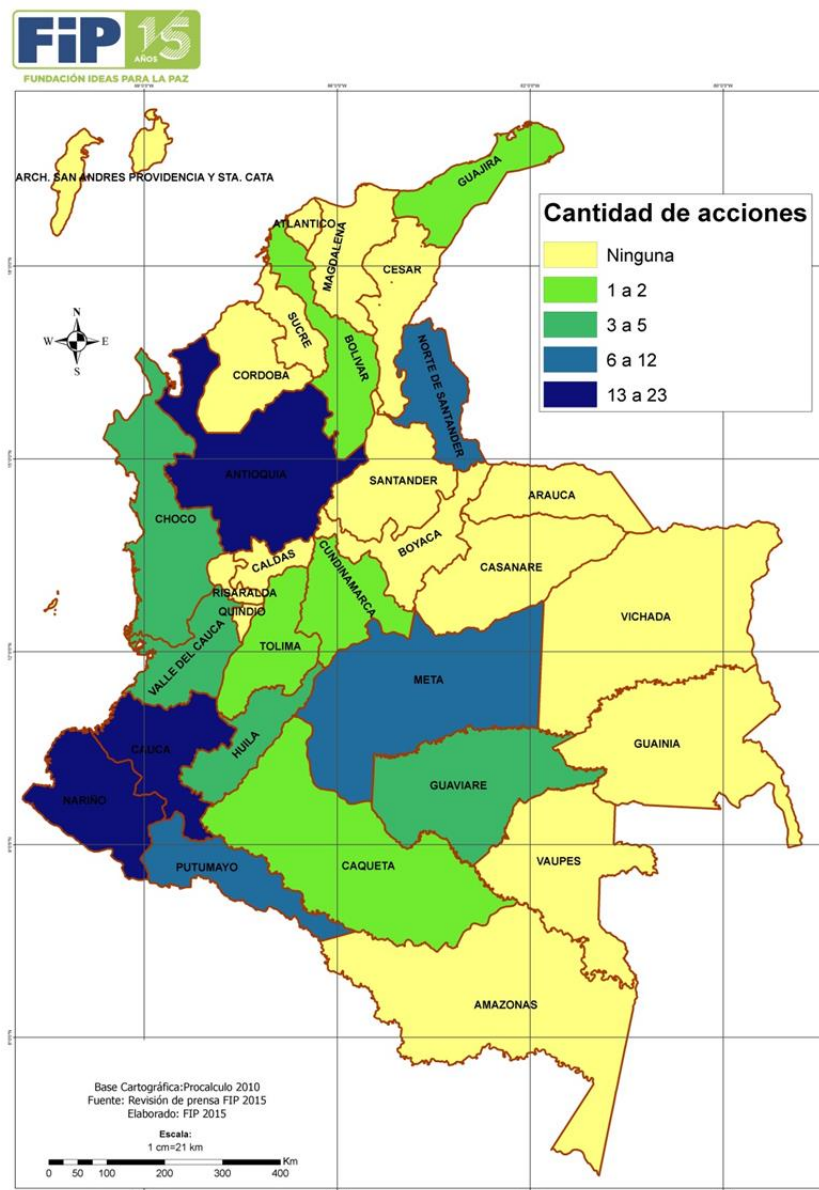 FiP 15
AÑOS
FUNDACIÓN IDEAS PARA LA PAZ
ARCH. SAN ANDRES PROVIDENCIA Y STA. CATA
GUAJIRA
ATLANTICO
MAGDALENA
CESAR
SUCRE
BOLIVAR
NORTE DE SANTANDER
CORDOBA
ANTIOQUIA
SANTANDER
ARAUCA
CHOCO
BOYACA
CALDAS
CUNDINAMARCA
CASANARE
RISARALDA
QUINDIO
VICHADA
VALLE DEL CAUCA
TOLIMA
META
HUILA
CAUCA
GUAINIA
GUAVIARE
NARIÑO
PUTUMAYO
CAQUETA
VAUPES
AMAZONAS
N
W E
S
Cantidad de acciones
Ninguna
1 a 2
3 a 5
6 a 12
13 a 23
Base Cartográfica:Procalculo 2010
Fuente: Revisión de prensa FIP 2015
Elaborado: FIP 2015
Escala:
1 cm=21 km
Km
0 50 100 200 300 400